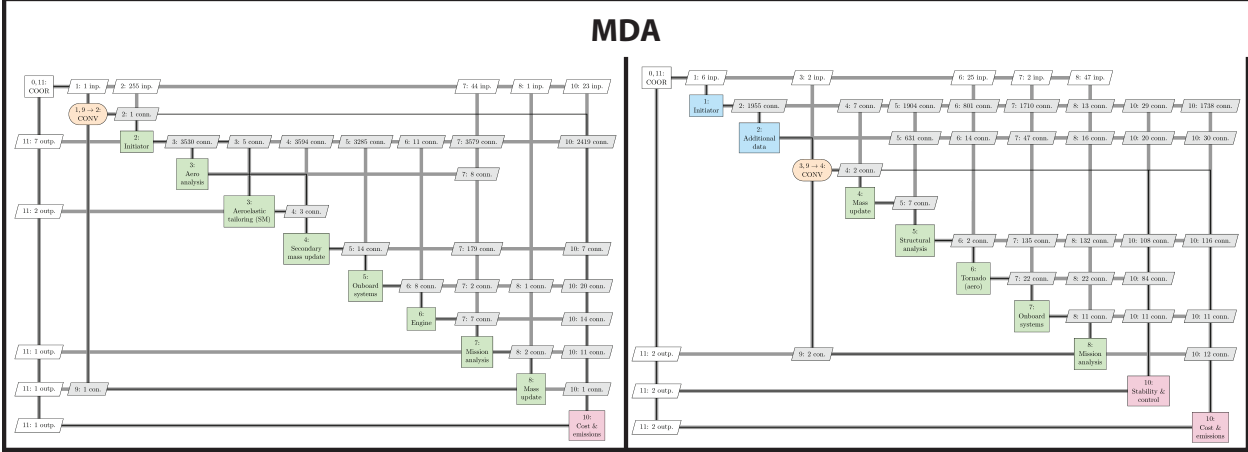 MDA
0, 11:
COOR
1: 1 inp.
2: 255 inp.
7: 44 inp.
8: 1 inp.
10: 23 inp.
1, 9 → 2:
CONV
2: 1 conn.
11: 7 outp.
2:
Initiator
3: 3530 conn.
3: 5 conn.
4: 3594 conn.
5: 3285 conn.
6: 11 conn.
7: 3579 conn.
10: 2419 conn.
3:
Aero
analysis
7: 8 conn.
11: 2 outp.
3:
Aeroelastic
tailoring (SM)
4: 3 conn.
4:
Secondary
mass update
5: 14 conn.
7: 179 conn.
10: 7 conn.
5:
Onboard
systems
6: 8 conn.
7: 2 conn.
8: 1 conn.
10: 20 conn.
6:
Engine
7: 7 conn.
10: 14 conn.
11: 1 outp.
7:
Mission
analysis
8: 2 conn.
10: 11 conn.
11: 1 outp.
9: 1 con.
8:
Mass
update
10: 1 conn.
11: 1 outp.
10:
Cost &
emissions
0, 11:
COOR
1: 6 inp.
3: 2 inp.
6: 25 inp.
7: 2 inp.
8: 47 inp.
1:
Initiator
2: 1955 conn.
4: 7 conn.
5: 1904 conn.
6: 801 conn.
7: 1710 conn.
8: 13 conn.
10: 29 conn.
10: 1738 conn.
2:
Additional
data
5: 631 conn.
6: 14 conn.
7: 47 conn.
8: 16 conn.
10: 20 conn.
10: 30 conn.
3, 9 → 4:
CONV
4: 2 conn.
4:
Mass
update
5: 7 conn.
5:
Structural
analysis
6: 2 conn.
7: 135 conn.
8: 132 conn.
10: 108 conn.
10: 116 conn.
6:
Tornado
(aero)
7: 22 conn.
8: 22 conn.
10: 84 conn.
7:
Onboard
systems
8: 11 conn.
10: 11 conn.
10: 11 conn.
11: 2 outp.
9: 2 con.
8:
Mission
analysis
10: 12 conn.
11: 2 outp.
10:
Stability &
control
11: 2 outp.
10:
Cost &
emissions